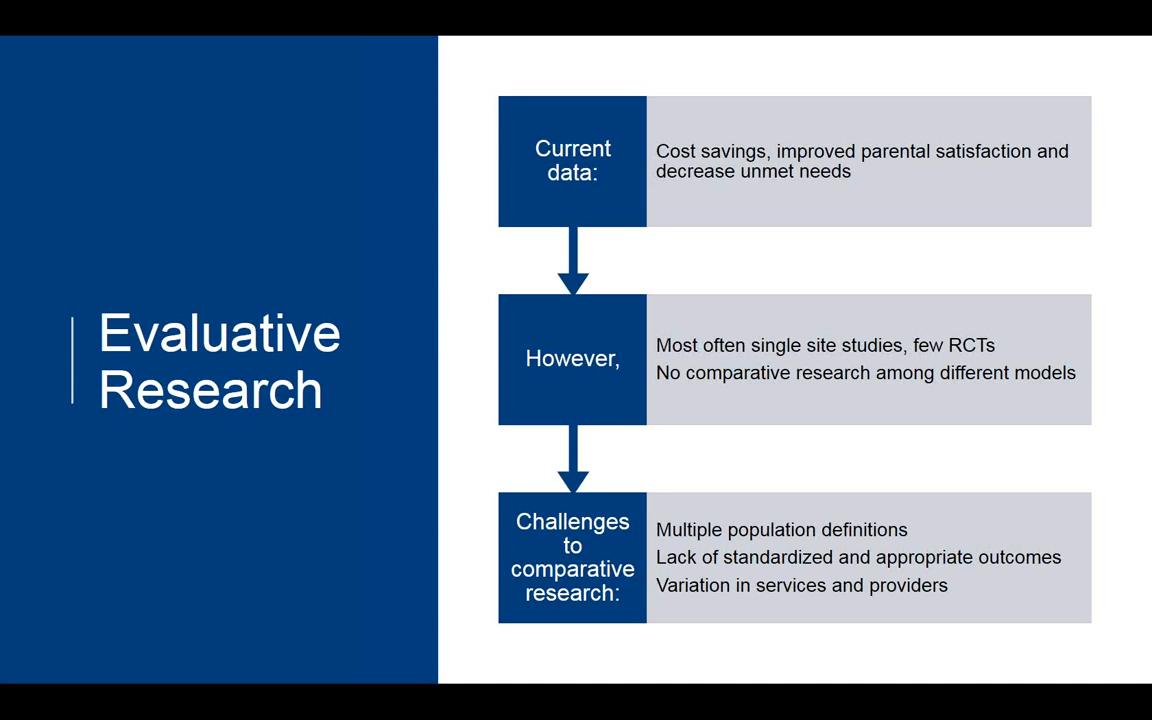 Evaluative
Research
Current
data:
Cost savings, improved parental satisfaction and
decrease unmet needs
However,
Most often single site studies, few RCTs
No comparative research among different models
Challenges
to
comparative
research:
Multiple population definitions
Lack of standardized and appropriate outcomes
Variation in services and providers